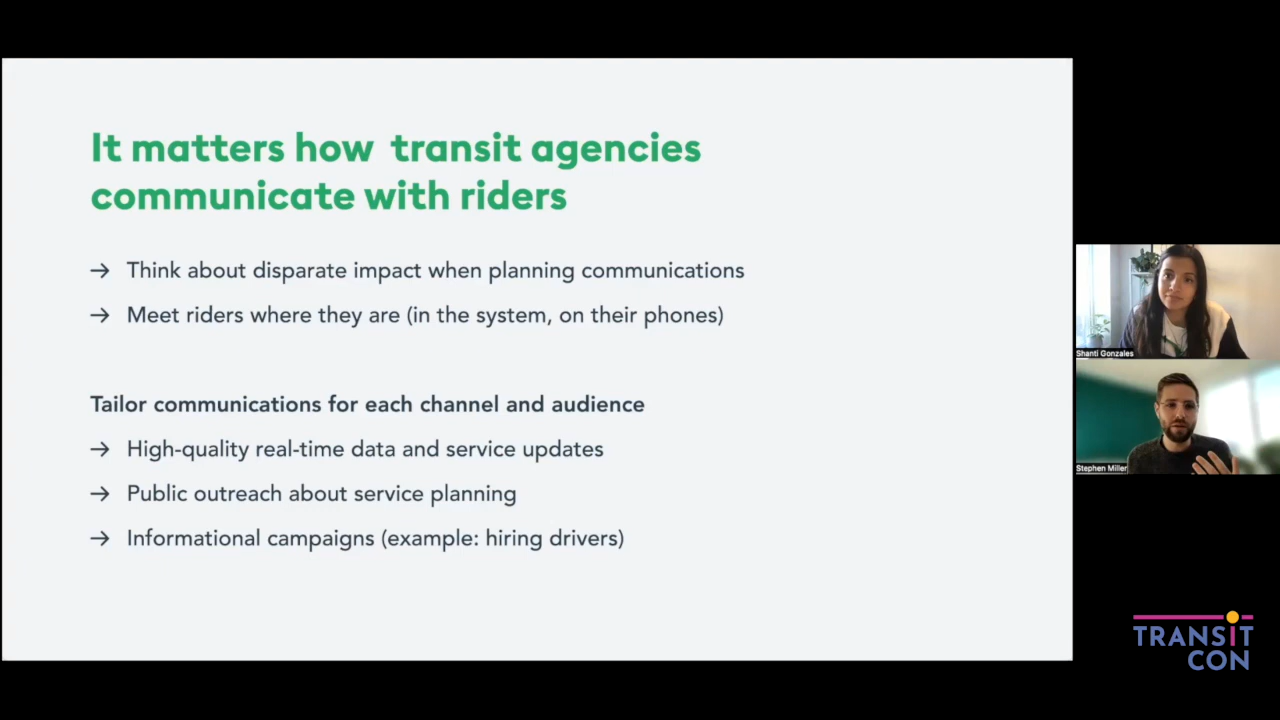 It matters how transit agencies
communicate with riders
→ Think about disparate impact when planning communications
→ Meet riders where they are (in the system, on their phones)
Tailor communications for each channel and audience
→ High-quality real-time data and service updates
→ Public outreach about service planning
→ Informational campaigns (example: hiring drivers)
Shanti Gonzales
Stephen Miller
TRANSiT
CON